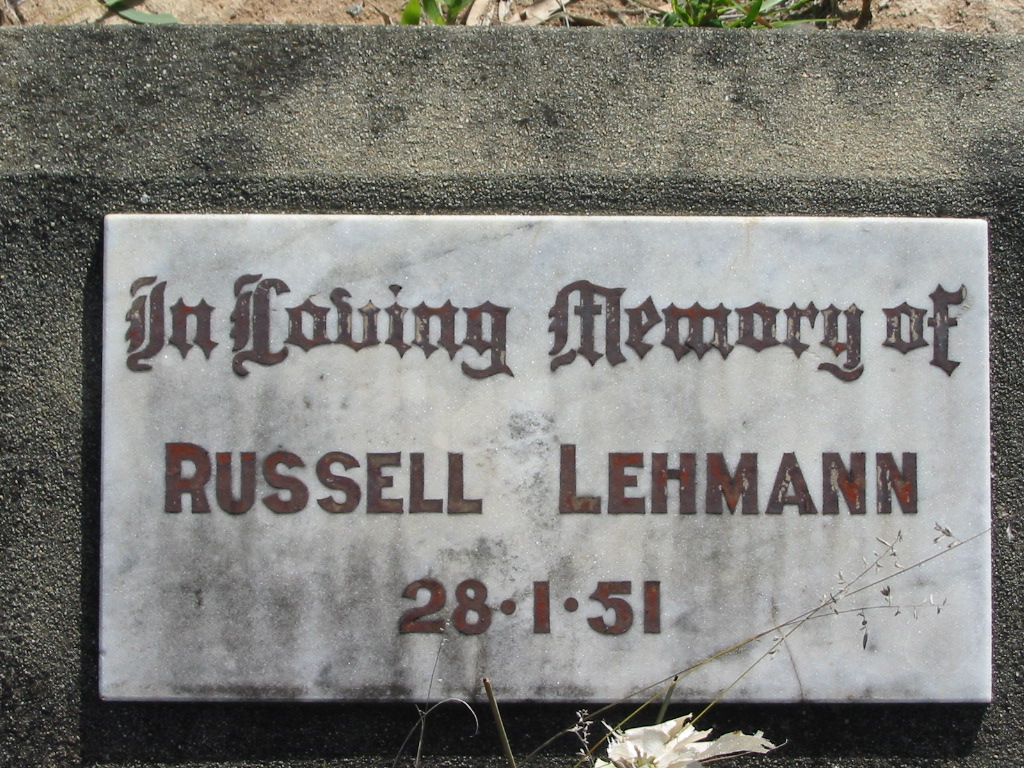 In Loving Memory of
RUSSELL LEHMANN
28·1·51